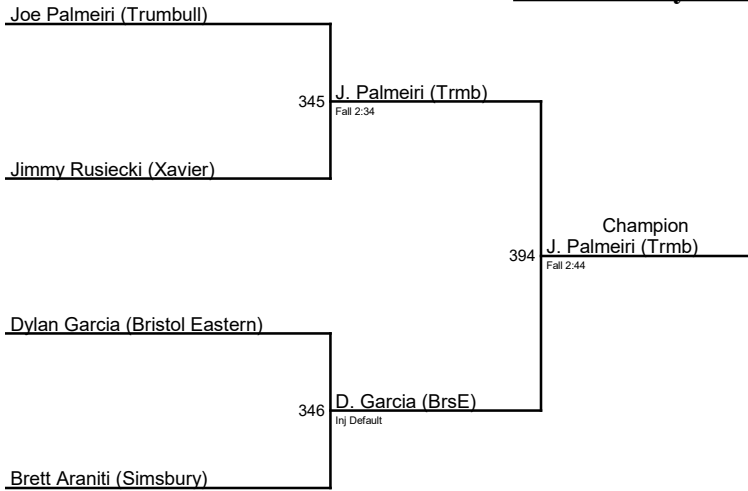 Joe Palmeiri (Trumbull)
345
J. Palmeiri (Trmb)
Fall 2:34
Jimmy Rusiecki (Xavier)
Champion
394
J. Palmeiri (Trmb)
Fall 2:44
Dylan Garcia (Bristol Eastern)
346
D. Garcia (BrsE)
Inj Default
Brett Araniti (Simsbury)